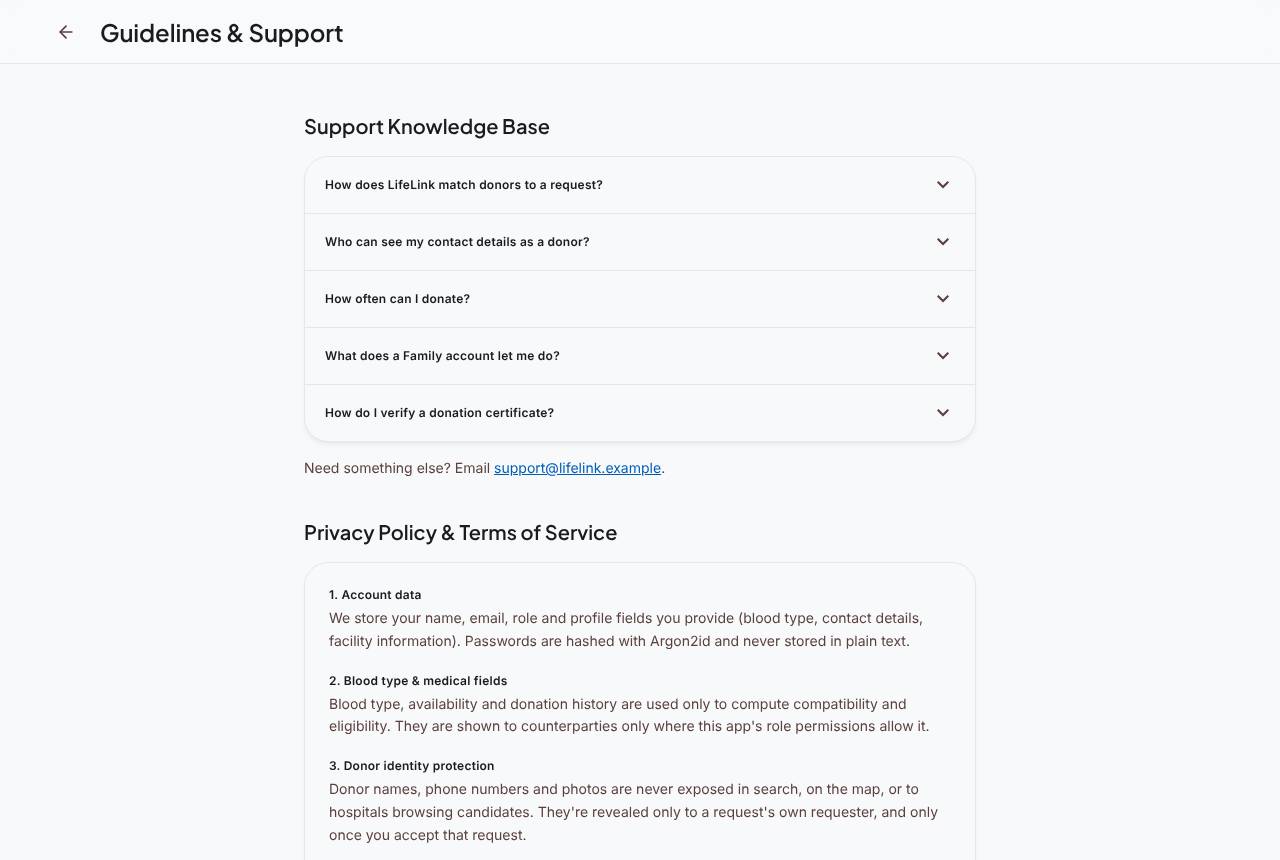 Guidelines & Support
Support Knowledge Base
How does LifeLink match donors to a request?
Who can see my contact details as a donor?
How often can I donate?
What does a Family account let me do?
How do I verify a donation certificate?
Need something else? Email support@lifelink.example.
Privacy Policy & Terms of Service
1. Account data
We store your name, email, role and profile fields you provide (blood type, contact details,
facility information). Passwords are hashed with Argon2id and never stored in plain text.
2. Blood type & medical fields
Blood type, availability and donation history are used only to compute compatibility and
eligibility. They are shown to counterparties only where this app's role permissions allow it.
3. Donor identity protection
Donor names, phone numbers and photos are never exposed in search, on the map, or to
hospitals browsing candidates. They're revealed only to a request's own requester, and only
once you accept that request.